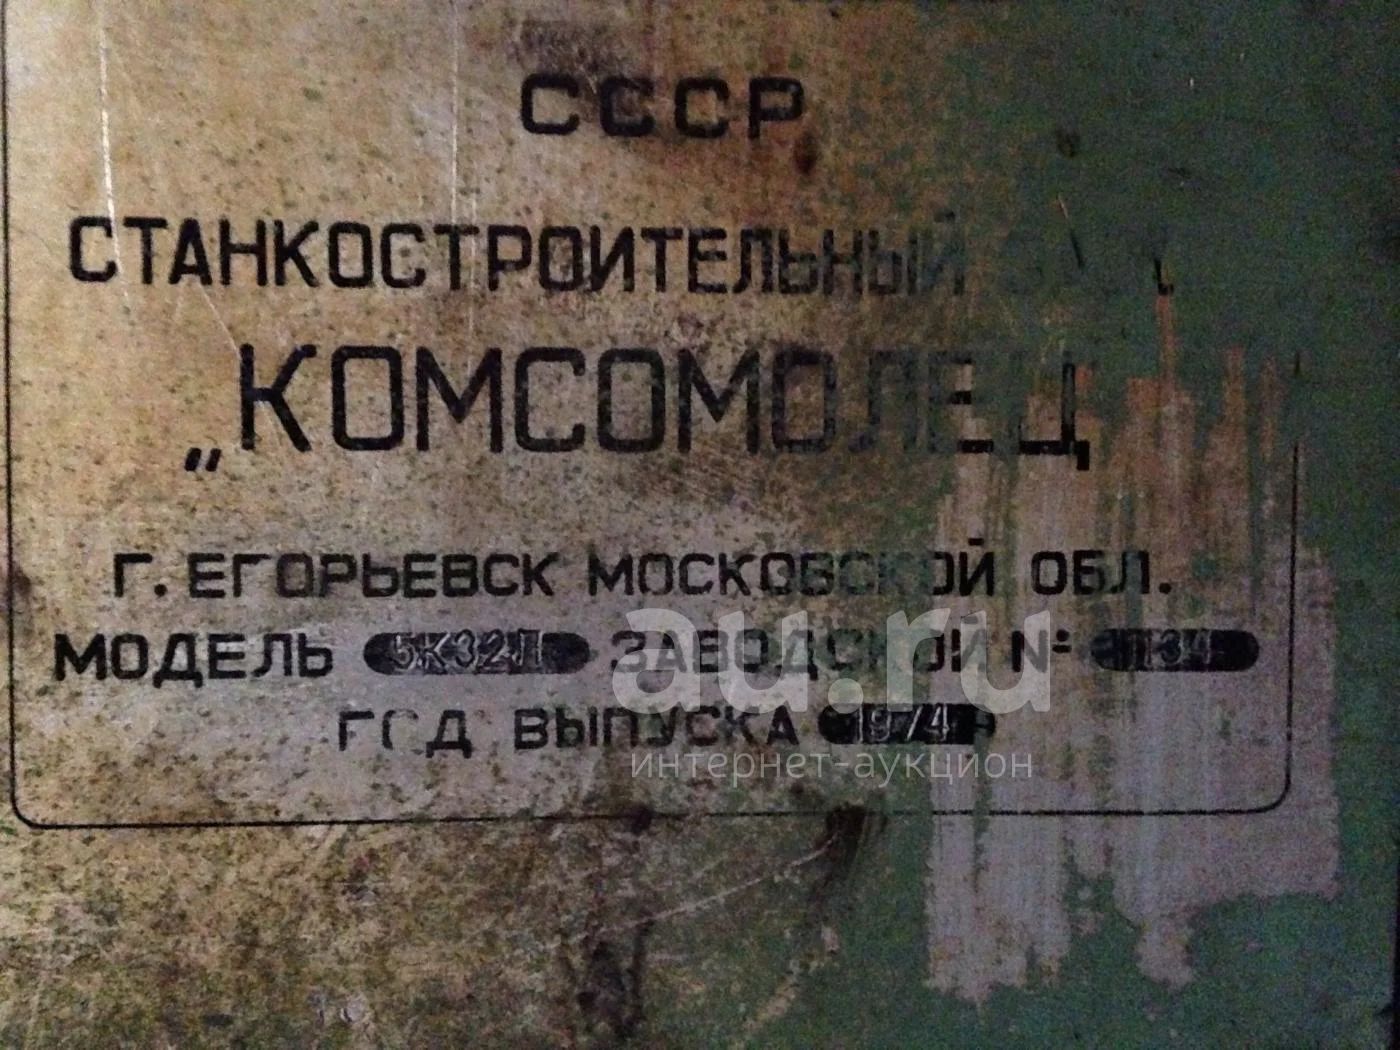 СССР
СТАНКОСТРОИТЕЛЬНЫЙ
„КОМСОМОЛЕЦ
Г. ЕГОРЬЕВСК МОСКОВСКОЙ ОБЛ.
МОДЕЛЬ 5К32П ЗАВОДСКОЙ №
ГОД ВЫПУСКА 1974
au.ru
интернет-аукцион